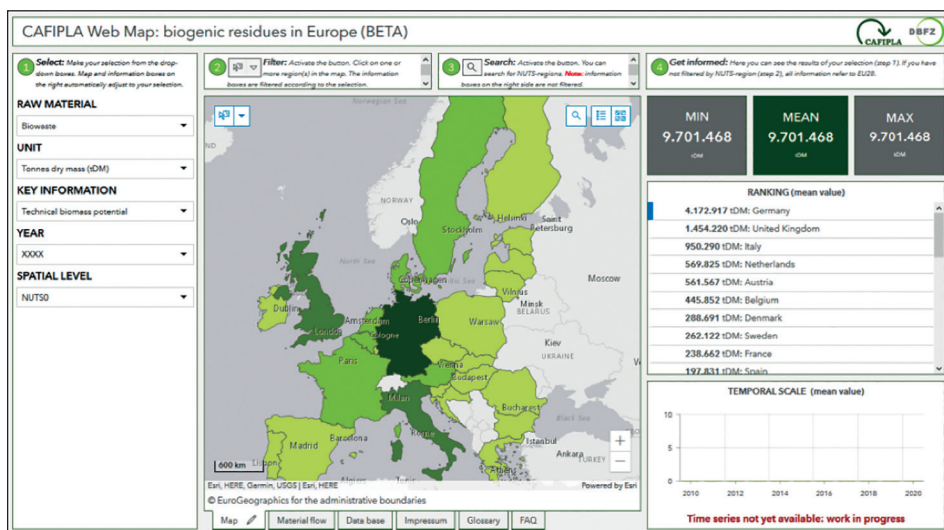 CAFIPLA Web Map: biogenic residues in Europe (BETA)
CAFIPLA
DBFZ
1
Select: Make your selection from the drop-
down boxes. Map and information boxes on
the right automatically adjust to your selection.
2
Filter: Activate the button. Click on one or
more region(s) in the map. The information
boxes are filtered according to the selection.
3
Search: Activate the button. You can
search for NUTS-regions. Note: information
boxes on the right side are not filtered.
4
Get informed: Here you can see the results of your selection (step 1). If you have
not filtered by NUTS-region (step 2), all information refer to EU28.
RAW MATERIAL
Biowaste
UNIT
Tonnes dry mass (tDM)
KEY INFORMATION
Technical biomass potential
YEAR
XXXX
SPATIAL LEVEL
NUTS0
Norwegian Sea
NORWAY
Oslo
Helsinki
Saint
Petersburg
Stockholm
North Sea
Moscow
Copenhagen
Vilnius
Minsk
BELARUS
Dublin
London
Amsterdam
Berlin
Warsaw
Cologne
Kiev
UKRAINE
Paris
Vienna
Budapest
Milan
Bucharest
Black Sea
Barcelona
Rome
Madrid
Istanbul
Ankara
TURKEY
Lisbon
Athens
Algiers
600 km
+
−
Esri, HERE, Garmin, USGS | Esri, HERE
Powered by Esri
© EuroGeographics for the administrative boundaries
Map
Material flow
Data base
Impressum
Glossary
FAQ
MIN
9.701.468
tDM
MEAN
9.701.468
tDM
MAX
9.701.468
tDM
RANKING (mean value)
4.172.917 tDM: Germany
1.454.220 tDM: United Kingdom
950.290 tDM: Italy
569.825 tDM: Netherlands
561.567 tDM: Austria
445.852 tDM: Belgium
288.691 tDM: Denmark
262.122 tDM: Sweden
238.662 tDM: France
197.831 tDM: Spain
TEMPORAL SCALE (mean value)
10
5
0
2010 2012 2014 2016 2018 2020
Time series not yet available: work in progress